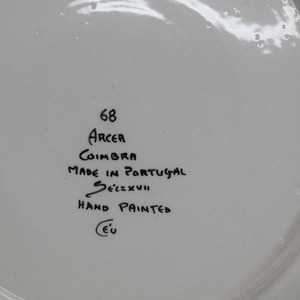 68
ARCER
COIMBRA
MADE IN PORTUGAL
SÉC=XVII
HAND PAINTED
CÉU